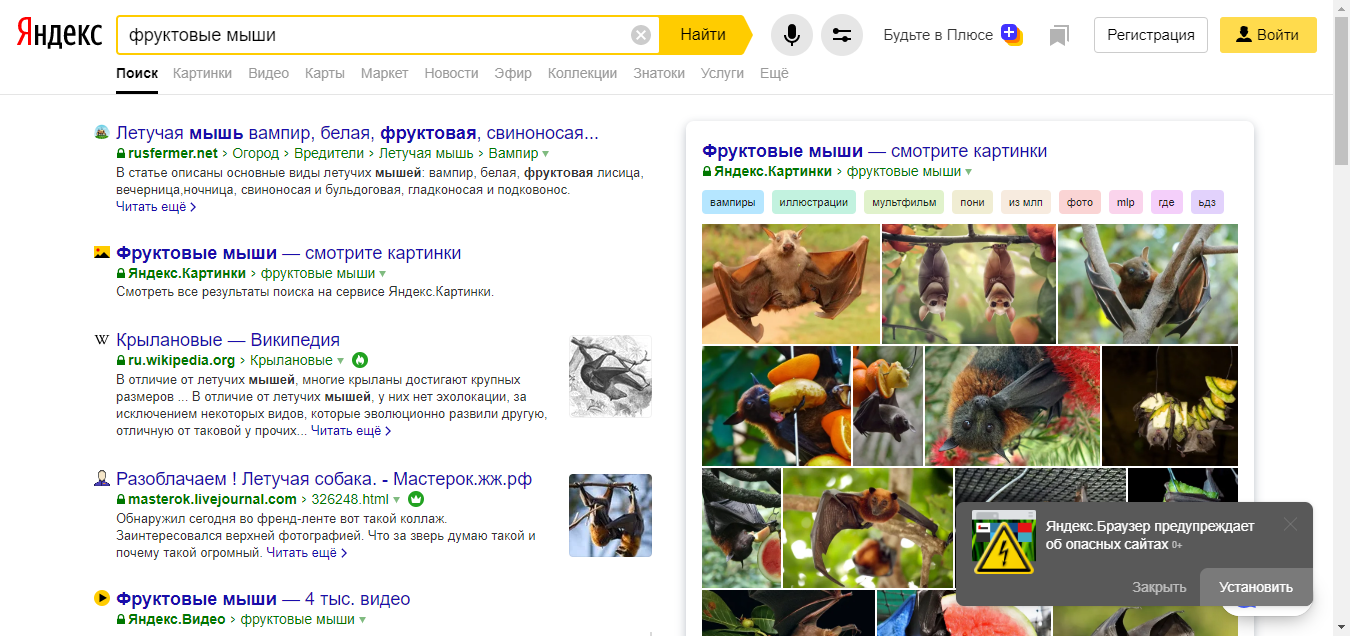 Яндекс
фруктовые мыши
Найти
Будьте в Плюсе
Регистрация
Войти
Поиск Картинки Видео Карты Маркет Новости Эфир Коллекции Знатоки Услуги Ещё
Летучая мышь вампир, белая, фруктовая, свиноносая...
rusfermer.net › Огород › Вредители › Летучая мышь › Вампир
В статье описаны основные виды летучих мышей: вампир, белая, фруктовая лисица,
вечерница,ночница, свиноносая и бульдоговая, гладконосая и подковонос.
Читать ещё >
Фруктовые мыши — смотрите картинки
Яндекс.Картинки › фруктовые мыши
Смотреть все результаты поиска на сервисе Яндекс.Картинки.
W Крылановые — Википедия
ru.wikipedia.org › Крылановые
В отличие от летучих мышей, многие крыланы достигают крупных
размеров ... В отличие от летучих мышей, у них нет эхолокации, за
исключением некоторых видов, которые эволюционно развили другую,
отличную от таковой у прочих... Читать ещё >
Разоблачаем ! Летучая собака. - Мастерок.жж.рф
masterok.livejournal.com › 326248.html
Обнаружил сегодня во френд-ленте вот такой коллаж.
Заинтересовался верхней фотографией. Что за зверь думаю такой и
почему такой огромный. Читать ещё >
Фруктовые мыши — 4 тыс. видео
Яндекс.Видео › фруктовые мыши
Фруктовые мыши — смотрите картинки
Яндекс.Картинки › фруктовые мыши
вампиры иллюстрации мультфильм пони из млп фото mlp где ьдз
Яндекс.Браузер предупреждает
об опасных сайтах 0+
Закрыть
Установить